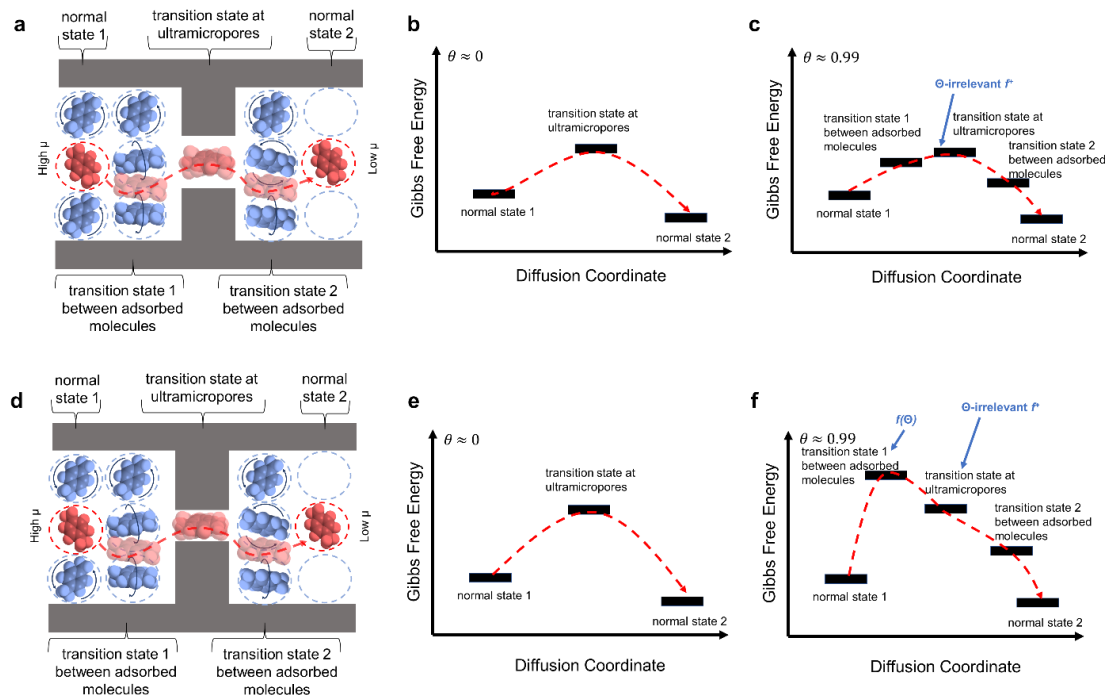 a
normal
state 1
transition state at
ultramicropores
normal
state 2
High μ
Low μ
transition state 1
between adsorbed
molecules
transition state 2
between adsorbed
molecules
b
θ ≈ 0
Gibbs Free Energy
transition state at
ultramicropores
normal state 1
normal state 2
Diffusion Coordinate
c
θ ≈ 0.99
Θ-irrelevant f*
Gibbs Free Energy
transition state 1
between adsorbed
molecules
transition state at
ultramicropores
transition state 2
between adsorbed
molecules
normal state 1
normal state 2
Diffusion Coordinate
d
normal
state 1
transition state at
ultramicropores
normal
state 2
High μ
Low μ
transition state 1
between adsorbed
molecules
transition state 2
between adsorbed
molecules
e
θ ≈ 0
Gibbs Free Energy
transition state at
ultramicropores
normal state 1
normal state 2
Diffusion Coordinate
f
Θ-irrelevant f*
f(Θ)
θ ≈ 0.99
Gibbs Free Energy
transition state 1
between adsorbed
molecules
transition state at
ultramicropores
transition state 2
between adsorbed
molecules
normal state 1
normal state 2
Diffusion Coordinate